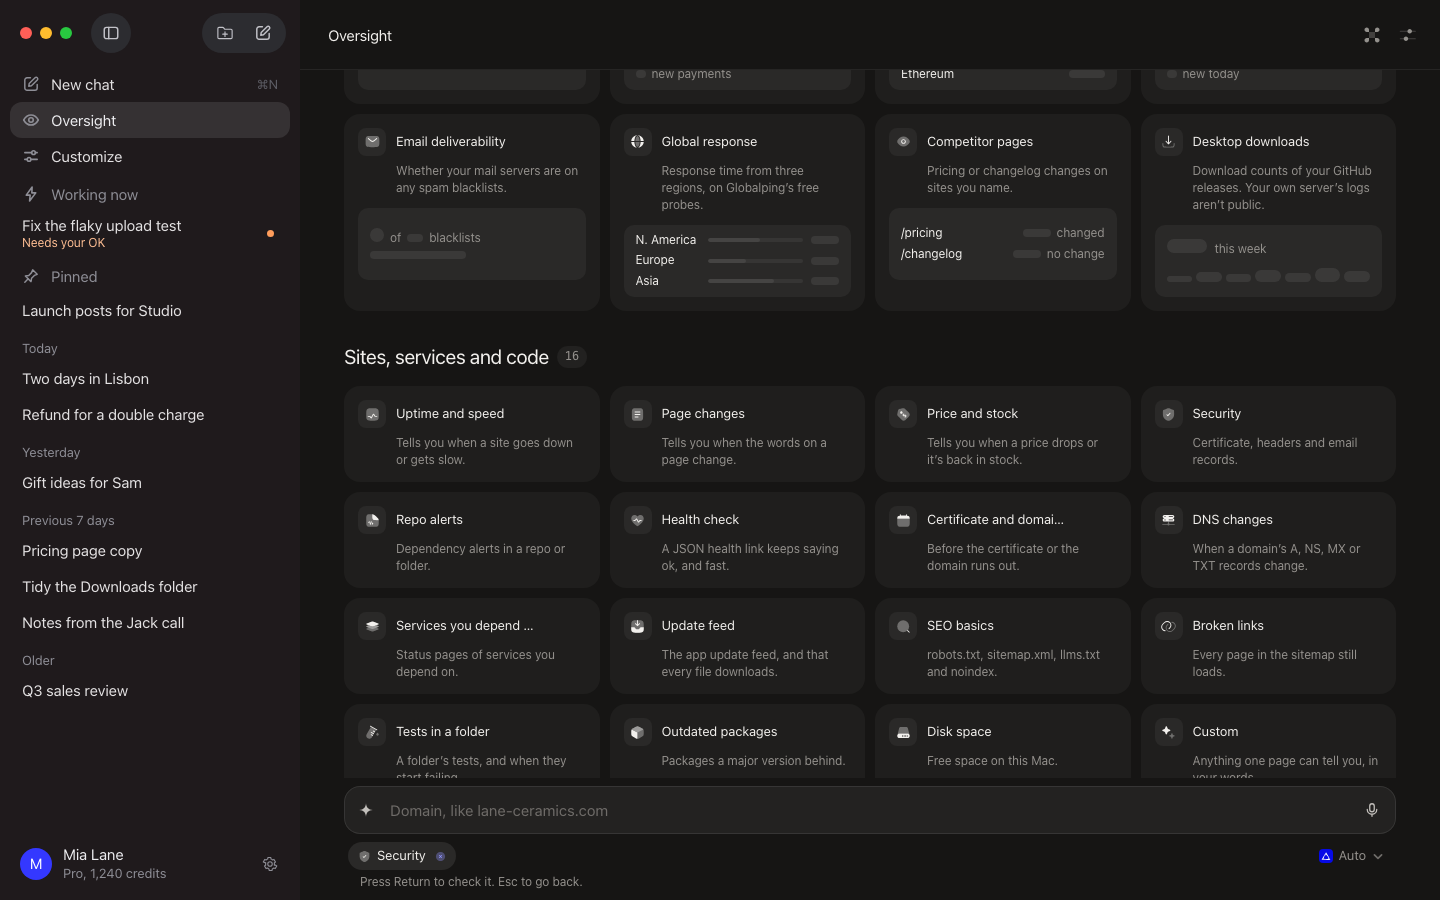 Oversight
New chat ⌘N
Oversight
Customize
Working now
Fix the flaky upload test
Needs your OK
Pinned
Launch posts for Studio
Today
Two days in Lisbon
Refund for a double charge
Yesterday
Gift ideas for Sam
Previous 7 days
Pricing page copy
Tidy the Downloads folder
Notes from the Jack call
Older
Q3 sales review
M
Mia Lane
Pro, 1,240 credits
new payments
Ethereum
new today
Email deliverability
Whether your mail servers are on
any spam blacklists.
of blacklists
Global response
Response time from three
regions, on Globalping's free
probes.
N. America
Europe
Asia
Competitor pages
Pricing or changelog changes on
sites you name.
/pricing changed
/changelog no change
Desktop downloads
Download counts of your GitHub
releases. Your own server's logs
aren't public.
this week
Sites, services and code 16
Uptime and speed
Tells you when a site goes down
or gets slow.
Page changes
Tells you when the words on a
page change.
Price and stock
Tells you when a price drops or
it's back in stock.
Security
Certificate, headers and email
records.
Repo alerts
Dependency alerts in a repo or
folder.
Health check
A JSON health link keeps saying
ok, and fast.
Certificate and domai...
Before the certificate or the
domain runs out.
DNS changes
When a domain's A, NS, MX or
TXT records change.
Services you depend ...
Status pages of services you
depend on.
Update feed
The app update feed, and that
every file downloads.
SEO basics
robots.txt, sitemap.xml, llms.txt
and noindex.
Broken links
Every page in the sitemap still
loads.
Tests in a folder
A folder's tests, and when they
start failing.
Outdated packages
Packages a major version behind.
Disk space
Free space on this Mac.
Custom
Anything one page can tell you, in
your words.
Domain, like lane-ceramics.com
Security
Auto
Press Return to check it. Esc to go back.